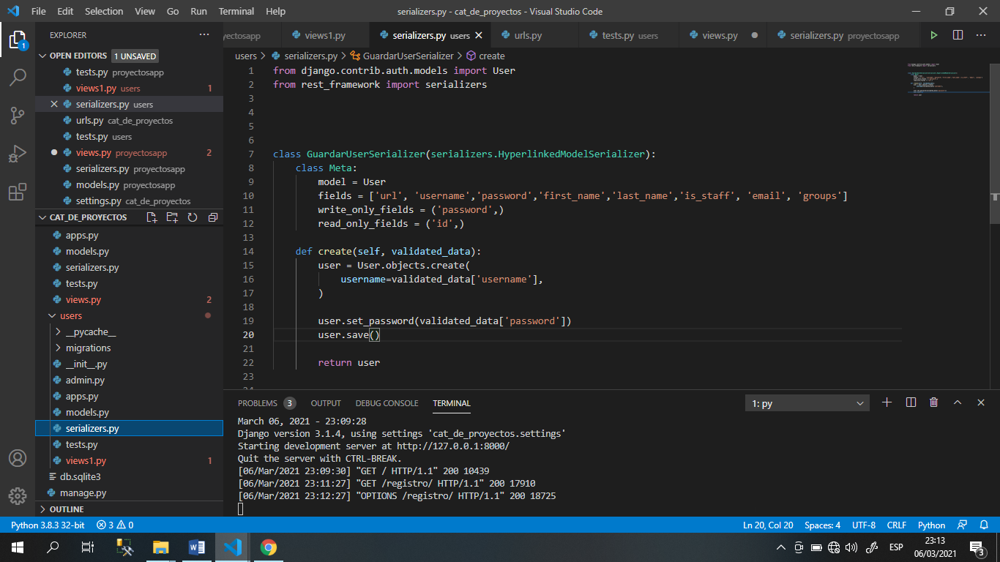 File Edit Selection View Go Run Terminal Help serializers.py - cat_de_proyectos - Visual Studio Code
EXPLORER
OPEN EDITORS 1 UNSAVED
tests.py proyectosapp
views1.py users 1
serializers.py users
urls.py cat_de_proyectos
tests.py users
views.py proyectosapp 2
serializers.py proyectosapp
models.py proyectosapp
settings.py cat_de_proyectos
CAT_DE_PROYECTOS
apps.py
models.py
serializers.py
tests.py
views.py 2
users
__pycache__
migrations
__init__.py
admin.py
apps.py
models.py
serializers.py
tests.py
views1.py 1
db.sqlite3
manage.py
OUTLINE
yectosapp views1.py serializers.py users urls.py tests.py users views.py serializers.py proyectosapp
users > serializers.py > GuardarUserSerializer > create
1 from django.contrib.auth.models import User
2 from rest_framework import serializers
3
4
5
6
7 class GuardarUserSerializer(serializers.HyperlinkedModelSerializer):
8 class Meta:
9 model = User
10 fields = ['url', 'username','password','first_name','last_name','is_staff', 'email', 'groups']
11 write_only_fields = ('password',)
12 read_only_fields = ('id',)
13
14 def create(self, validated_data):
15 user = User.objects.create(
16 username=validated_data['username'],
17 )
18
19 user.set_password(validated_data['password'])
20 user.save()
21
22 return user
23
24
PROBLEMS 3 OUTPUT DEBUG CONSOLE TERMINAL 1: py
March 06, 2021 - 23:09:28
Django version 3.1.4, using settings 'cat_de_proyectos.settings'
Starting development server at http://127.0.0.1:8000/
Quit the server with CTRL-BREAK.
[06/Mar/2021 23:09:30] "GET / HTTP/1.1" 200 10439
[06/Mar/2021 23:11:27] "GET /registro/ HTTP/1.1" 200 17910
[06/Mar/2021 23:12:27] "OPTIONS /registro/ HTTP/1.1" 200 18725
Python 3.8.3 32-bit 3 0 Ln 20, Col 20 Spaces: 4 UTF-8 CRLF Python
ESP 23:13
06/03/2021 3